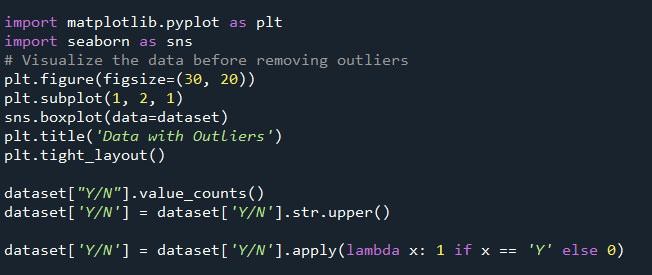 import matplotlib.pyplot as plt
import seaborn as sns
# Visualize the data before removing outliers
plt.figure(figsize=(30, 20))
plt.subplot(1, 2, 1)
sns.boxplot(data=dataset)
plt.title('Data with Outliers')
plt.tight_layout()
dataset["Y/N"].value_counts()
dataset['Y/N'] = dataset['Y/N'].str.upper()
dataset['Y/N'] = dataset['Y/N'].apply(lambda x: 1 if x == 'Y' else 0)